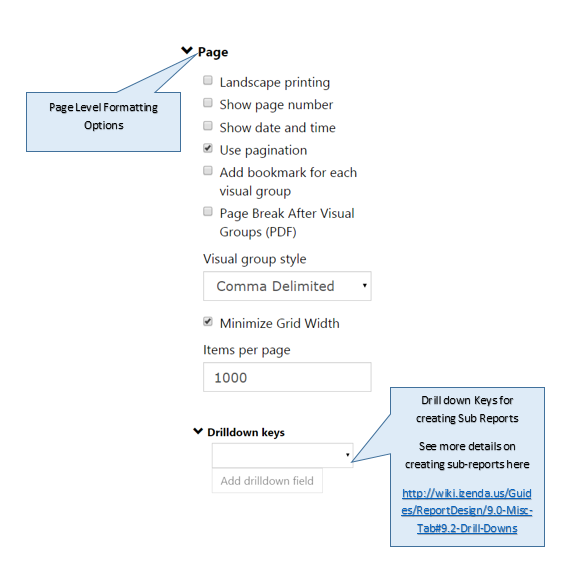 Page
Page Level Formatting
Options
Landscape printing
Show page number
Show date and time
Use pagination
Add bookmark for each
visual group
Page Break After Visual
Groups (PDF)
Visual group style
Comma Delimited
Minimize Grid Width
Items per page
1000
Drilldown keys
Add drilldown field
Drill down Keys for
creating Sub Reports
See more details on
creating sub-reports here
http://wiki.izenda.us/Guid
es/ReportDesign/9.0-Misc-
Tab#9.2-Drill-Downs